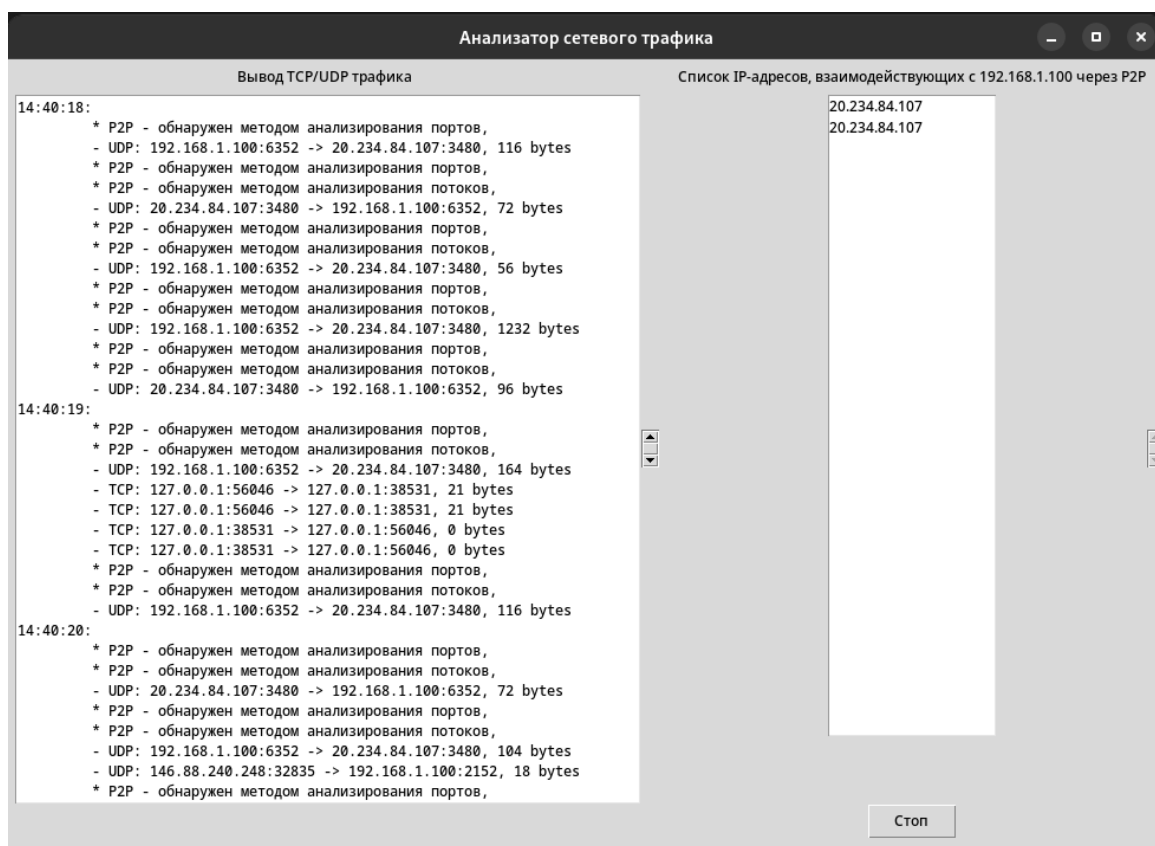 Анализатор сетевого трафика
Вывод TCP/UDP трафика
Список IP-адресов, взаимодействующих с 192.168.1.100 через P2P
14:40:18:
* P2P - обнаружен методом анализирования портов,
- UDP: 192.168.1.100:6352 -> 20.234.84.107:3480, 116 bytes
* P2P - обнаружен методом анализирования портов,
* P2P - обнаружен методом анализирования потоков,
- UDP: 20.234.84.107:3480 -> 192.168.1.100:6352, 72 bytes
* P2P - обнаружен методом анализирования портов,
* P2P - обнаружен методом анализирования потоков,
- UDP: 192.168.1.100:6352 -> 20.234.84.107:3480, 56 bytes
* P2P - обнаружен методом анализирования портов,
* P2P - обнаружен методом анализирования потоков,
- UDP: 192.168.1.100:6352 -> 20.234.84.107:3480, 1232 bytes
* P2P - обнаружен методом анализирования портов,
* P2P - обнаружен методом анализирования потоков,
- UDP: 20.234.84.107:3480 -> 192.168.1.100:6352, 96 bytes
14:40:19:
* P2P - обнаружен методом анализирования портов,
* P2P - обнаружен методом анализирования потоков,
- UDP: 192.168.1.100:6352 -> 20.234.84.107:3480, 164 bytes
- TCP: 127.0.0.1:56046 -> 127.0.0.1:38531, 21 bytes
- TCP: 127.0.0.1:56046 -> 127.0.0.1:38531, 21 bytes
- TCP: 127.0.0.1:38531 -> 127.0.0.1:56046, 0 bytes
- TCP: 127.0.0.1:38531 -> 127.0.0.1:56046, 0 bytes
* P2P - обнаружен методом анализирования портов,
* P2P - обнаружен методом анализирования потоков,
- UDP: 192.168.1.100:6352 -> 20.234.84.107:3480, 116 bytes
14:40:20:
* P2P - обнаружен методом анализирования портов,
* P2P - обнаружен методом анализирования потоков,
- UDP: 20.234.84.107:3480 -> 192.168.1.100:6352, 72 bytes
* P2P - обнаружен методом анализирования портов,
* P2P - обнаружен методом анализирования потоков,
- UDP: 192.168.1.100:6352 -> 20.234.84.107:3480, 104 bytes
- UDP: 146.88.240.248:32835 -> 192.168.1.100:2152, 18 bytes
* P2P - обнаружен методом анализирования портов,
20.234.84.107
20.234.84.107
Стоп